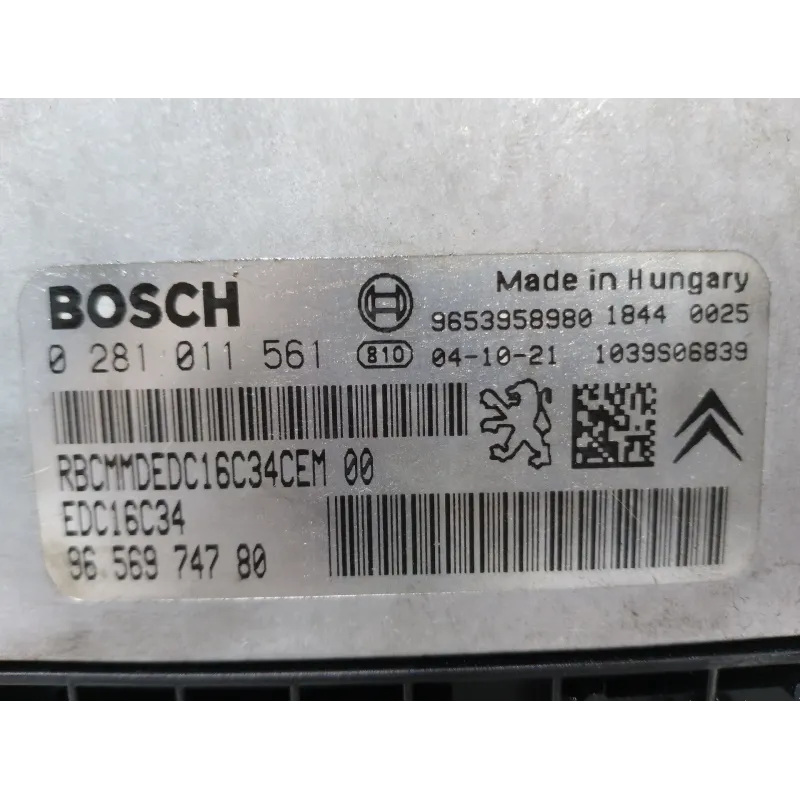 BOSCH
Made in Hungary
9653958980 1844 0025
0 281 011 561 810 04-10-21 1039S06839
RBCMMDEDC16C34CEM 00
EDC16C34
96 569 747 80